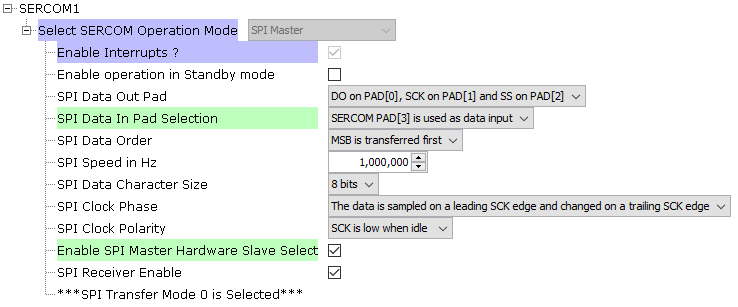 SERCOM1
Select SERCOM Operation Mode SPI Master
Enable Interrupts ?
Enable operation in Standby mode
SPI Data Out Pad DO on PAD[0], SCK on PAD[1] and SS on PAD[2]
SPI Data In Pad Selection SERCOM PAD[3] is used as data input
SPI Data Order MSB is transferred first
SPI Speed in Hz 1,000,000
SPI Data Character Size 8 bits
SPI Clock Phase The data is sampled on a leading SCK edge and changed on a trailing SCK edge
SPI Clock Polarity SCK is low when idle
Enable SPI Master Hardware Slave Select
SPI Receiver Enable
***SPI Transfer Mode 0 is Selected***